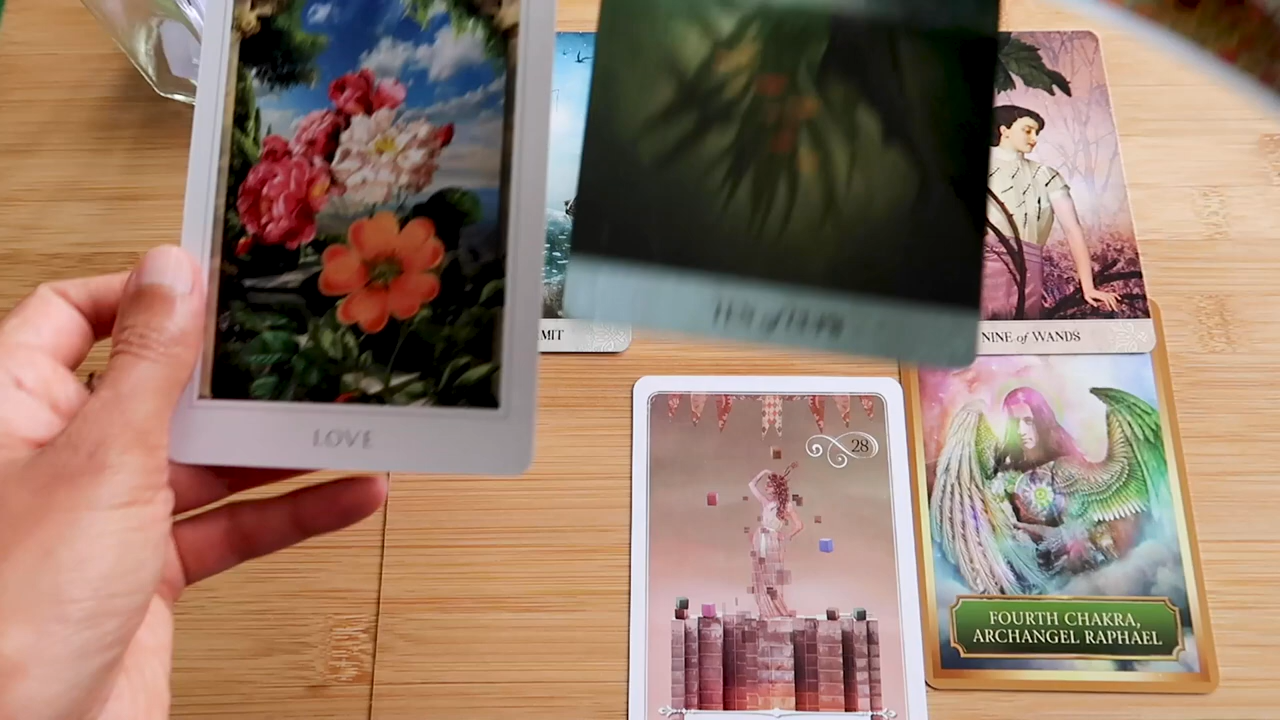 MIT
NINE of WANDS
LOVE
28
FOURTH CHAKRA,
ARCHANGEL RAPHAEL